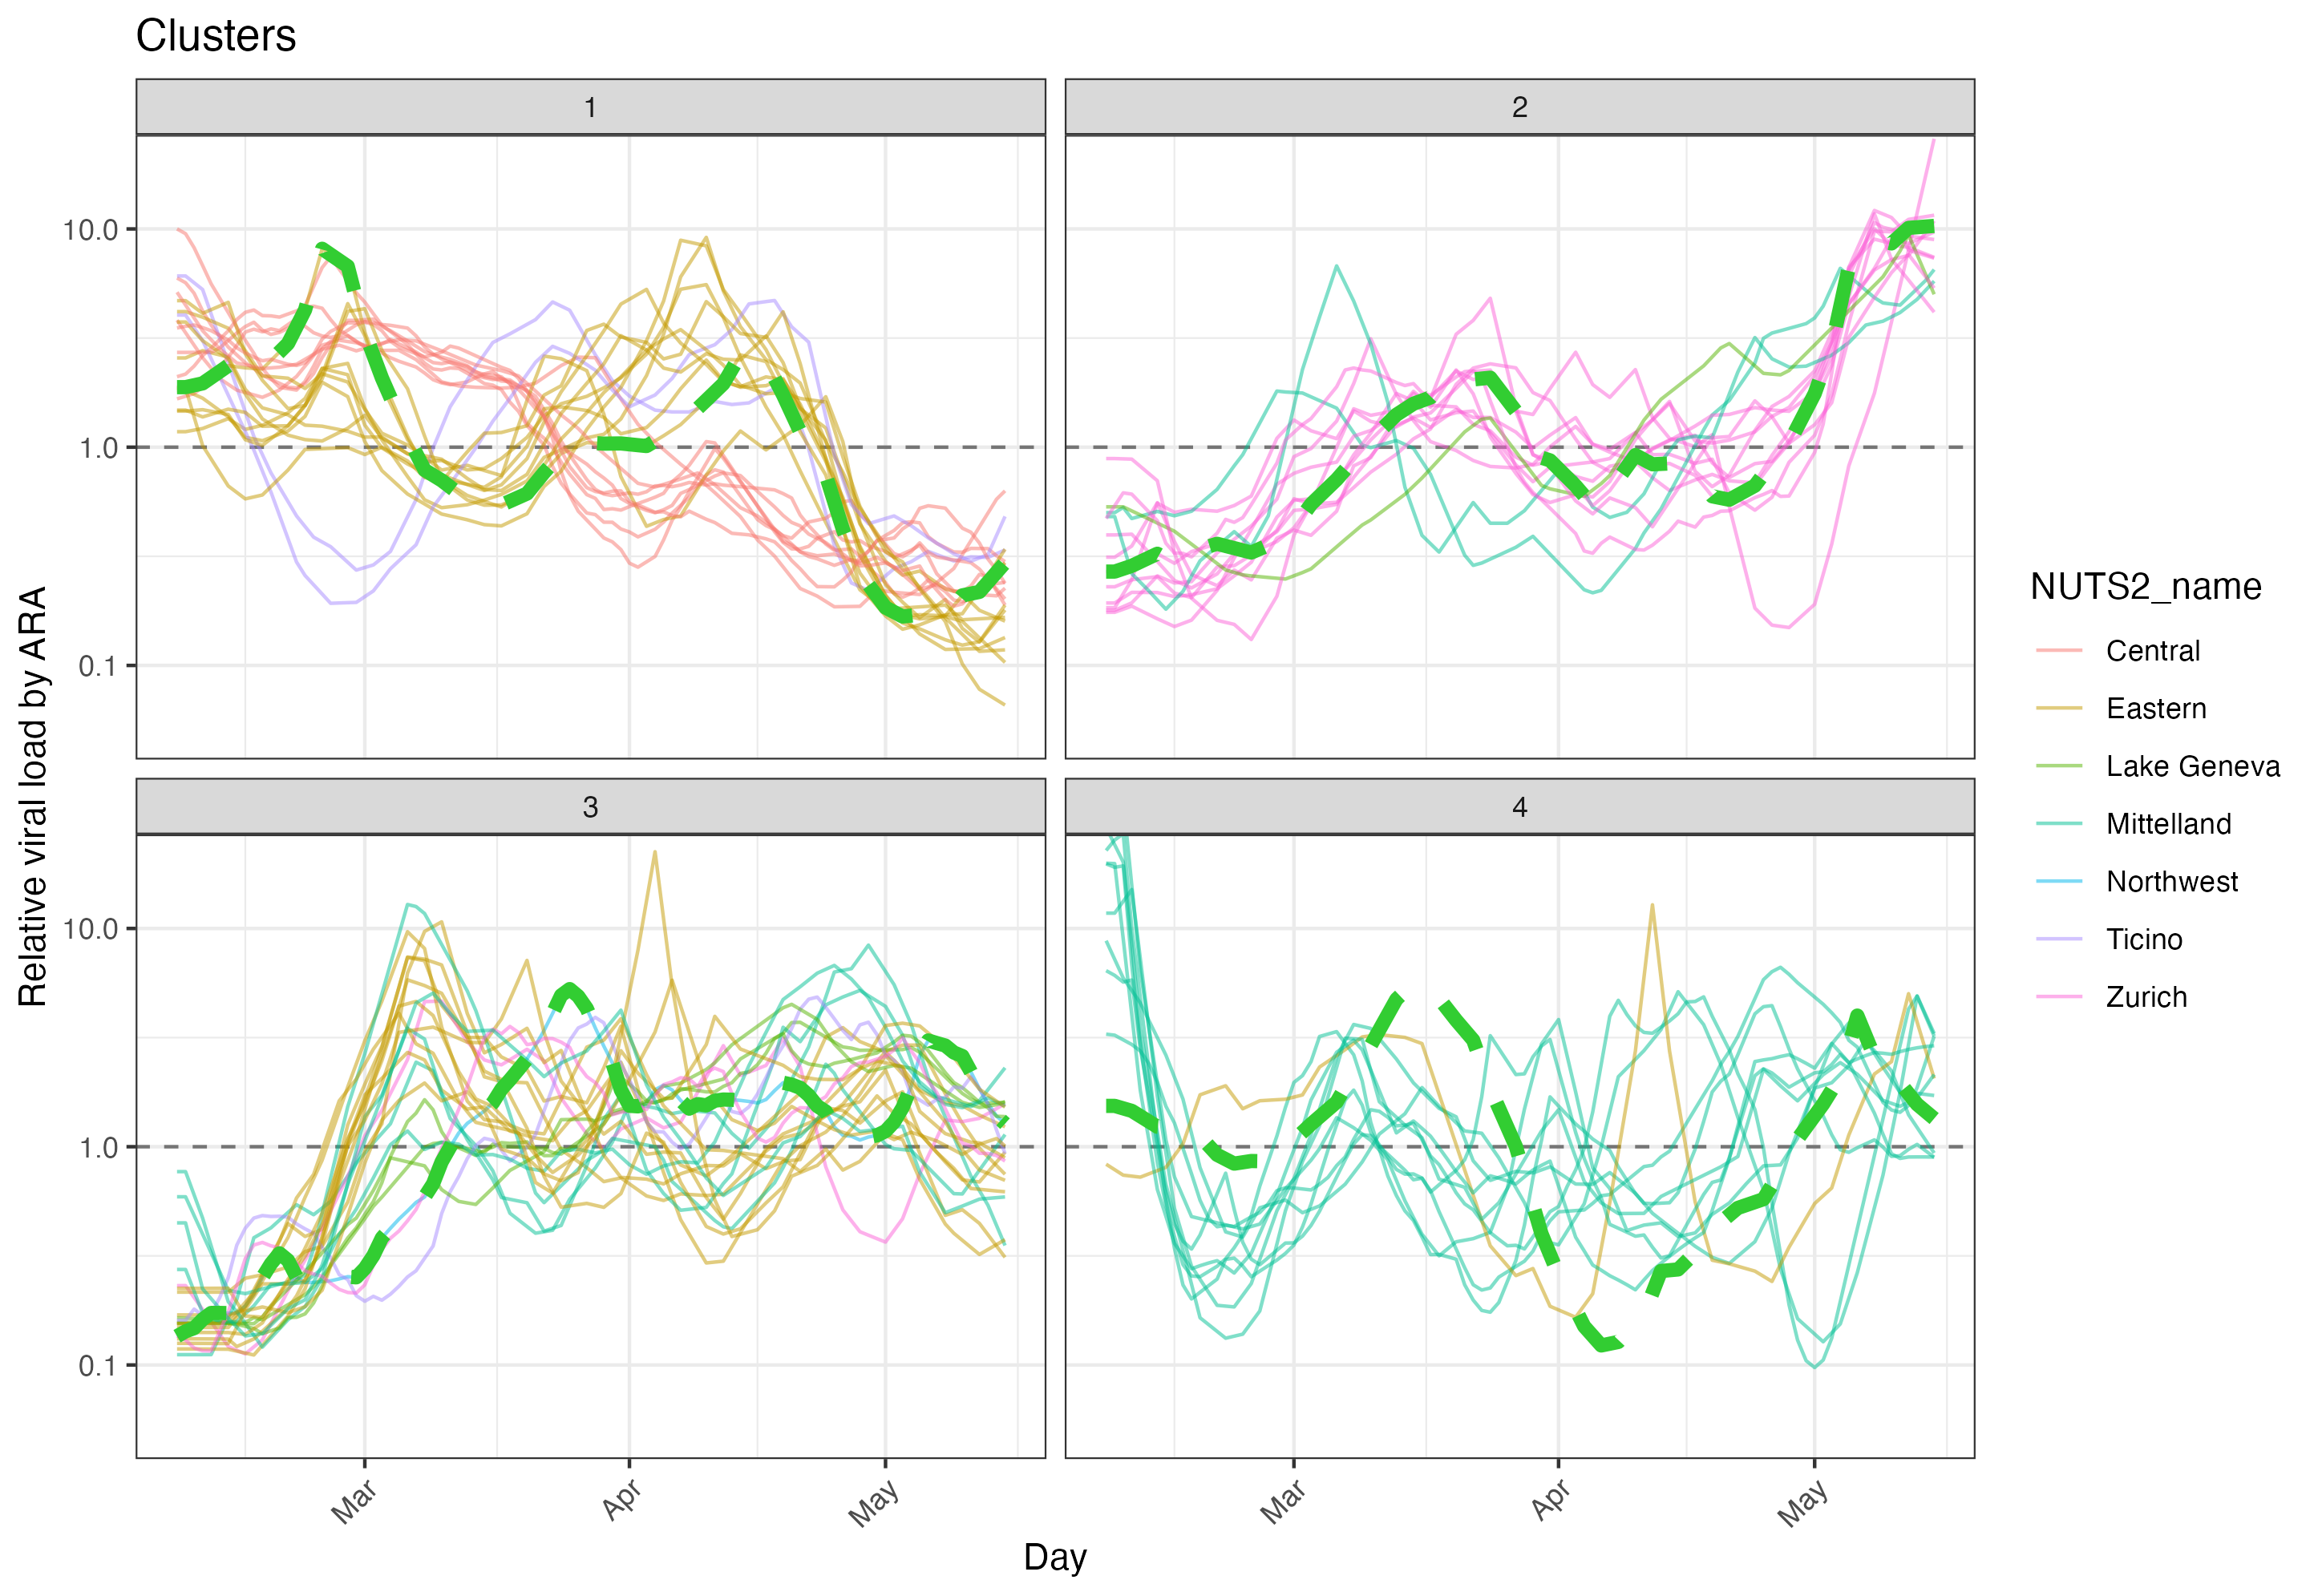 Clusters
1
2
10.0
1.0
0.1
3
4
10.0
1.0
0.1
Mar
Apr
May
Mar
Apr
May
Day
Relative viral load by ARA
NUTS2_name
Central
Eastern
Lake Geneva
Mittelland
Northwest
Ticino
Zurich